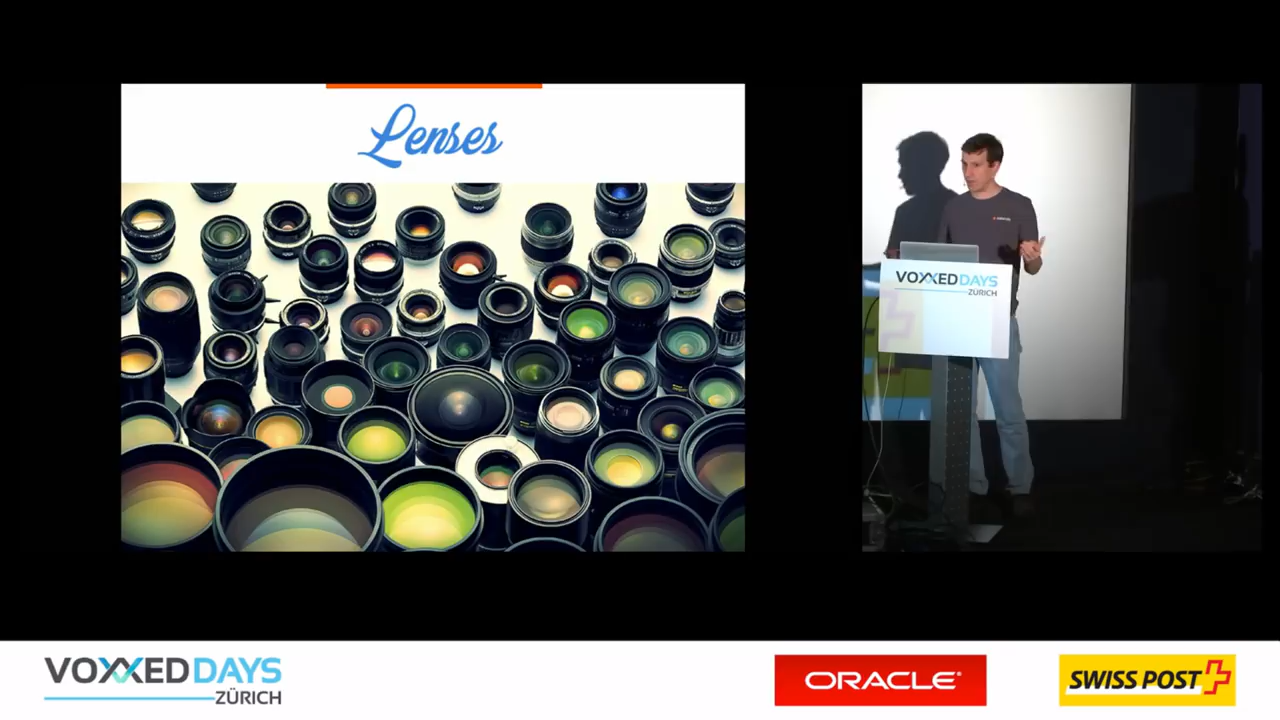 Lenses
VOXXED DAYS
ZÜRICH
VOXXED DAYS
ZÜRICH
ORACLE®
SWISS POST